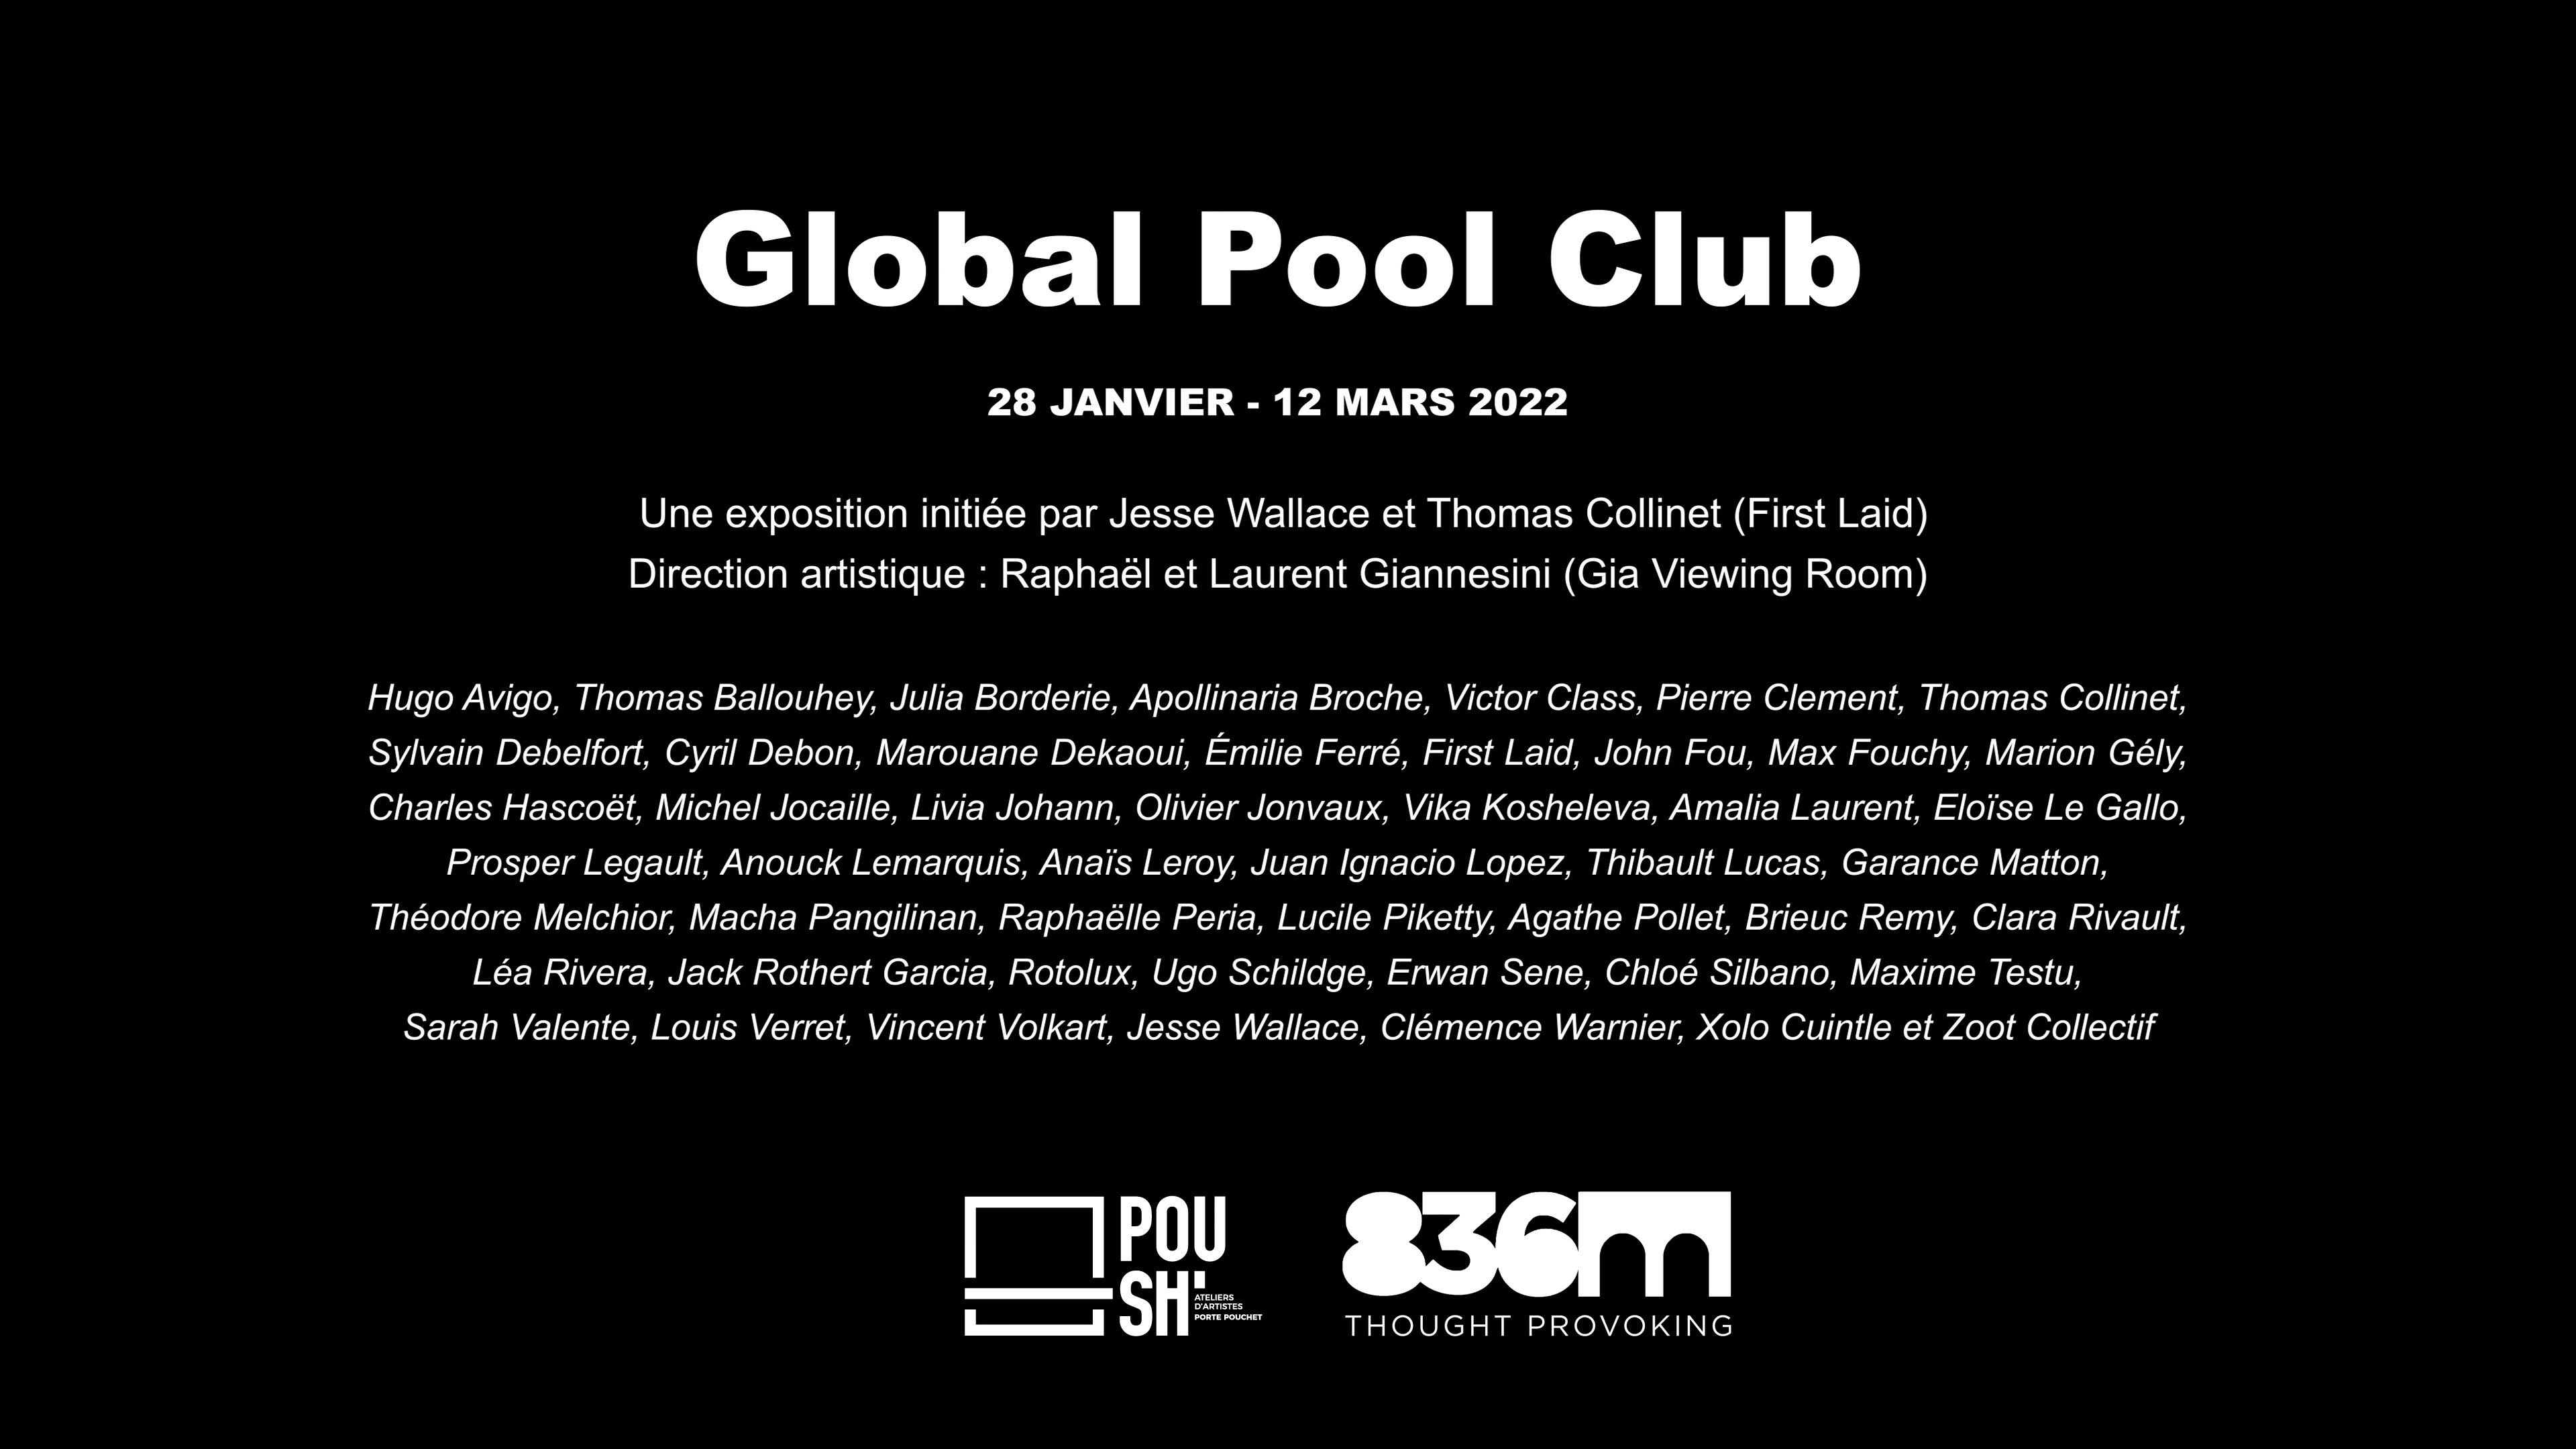 Global Pool Club
28 JANVIER - 12 MARS 2022
Une exposition initiée par Jesse Wallace et Thomas Collinet (First Laid)
Direction artistique : Raphaël et Laurent Giannesini (Gia Viewing Room)
Hugo Avigo, Thomas Ballouhey, Julia Borderie, Apollinaria Broche, Victor Class, Pierre Clement, Thomas Collinet,
Sylvain Debelfort, Cyril Debon, Marouane Dekaoui, Émilie Ferré, First Laid, John Fou, Max Fouchy, Marion Gély,
Charles Hascoët, Michel Jocaille, Livia Johann, Olivier Jonvaux, Vika Kosheleva, Amalia Laurent, Eloïse Le Gallo,
Prosper Legault, Anouck Lemarquis, Anaïs Leroy, Juan Ignacio Lopez, Thibault Lucas, Garance Matton,
Théodore Melchior, Macha Pangilinan, Raphaëlle Peria, Lucile Piketty, Agathe Pollet, Brieuc Remy, Clara Rivault,
Léa Rivera, Jack Rothert Garcia, Rotolux, Ugo Schildge, Erwan Sene, Chloé Silbano, Maxime Testu,
Sarah Valente, Louis Verret, Vincent Volkart, Jesse Wallace, Clémence Warnier, Xolo Cuintle et Zoot Collectif
POU
SH'
ATELIERS
D'ARTISTES
PORTE POUCHET
836m
THOUGHT PROVOKING